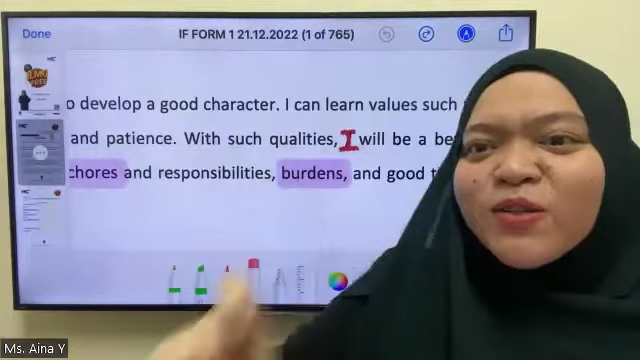 Done
IF FORM 1 21.12.2022 (1 of 765)
o develop a good character. I can learn values such
and patience. With such qualities, I will be a be
chores and responsibilities, burdens, and good t
Ms. Aina Y